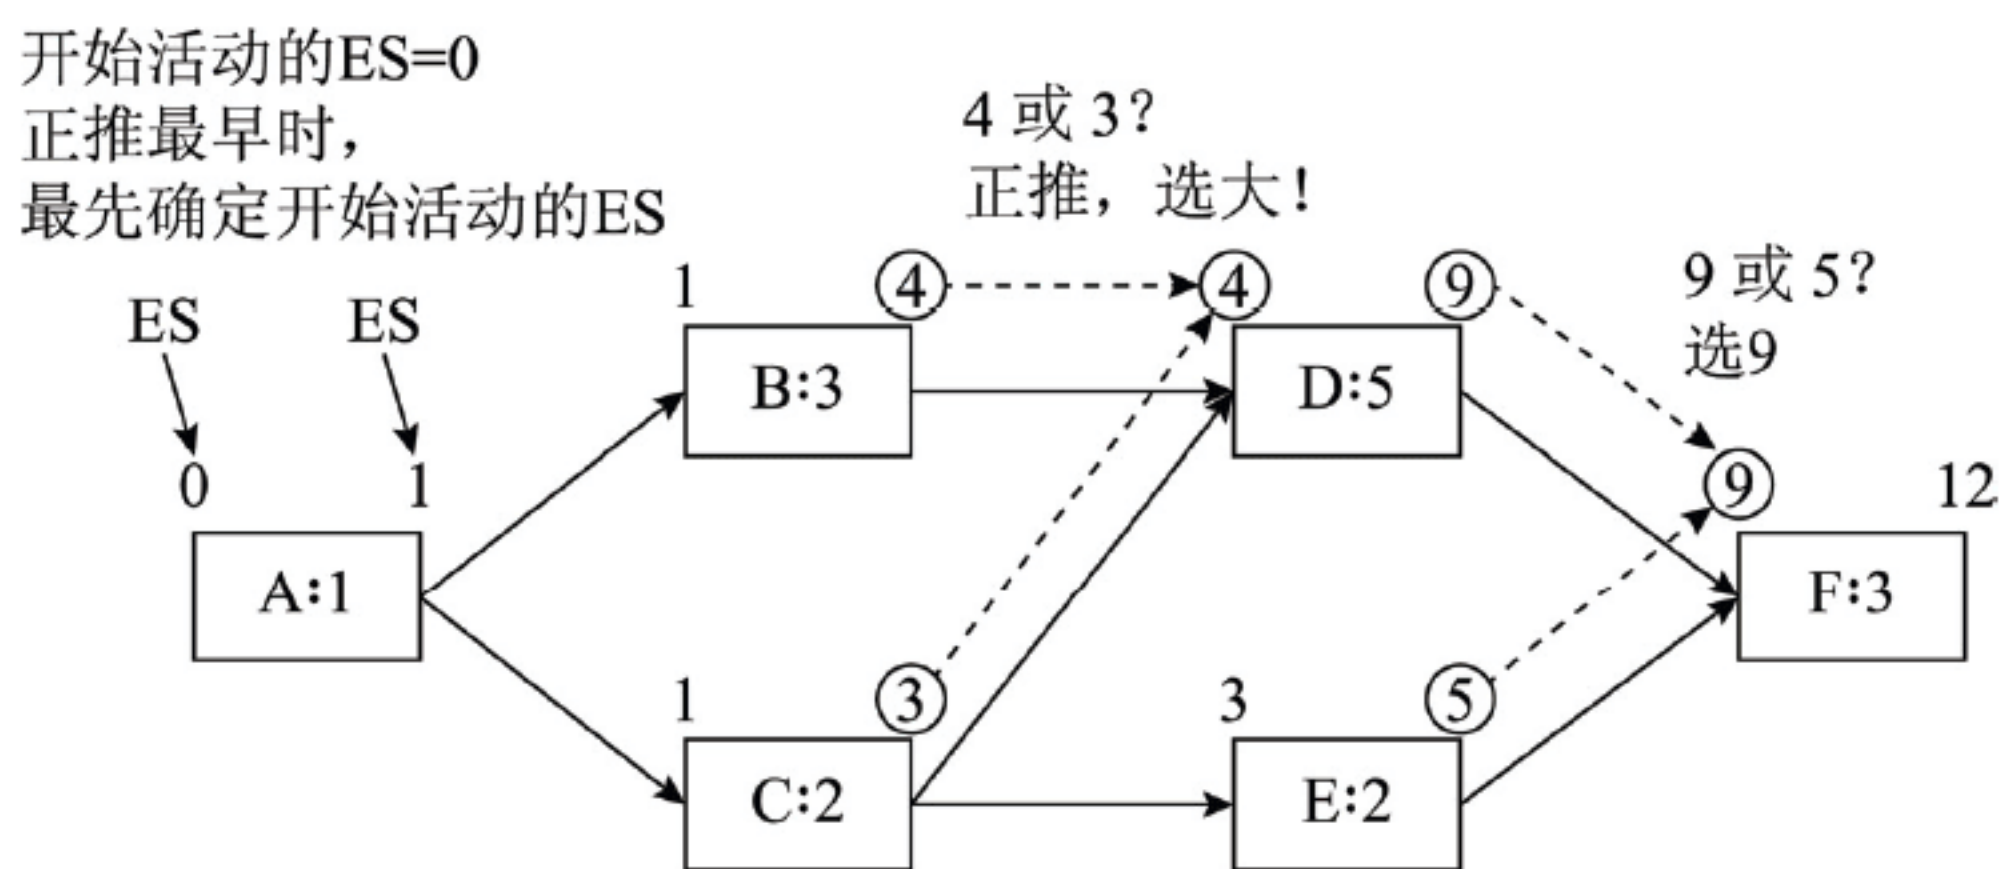 开始活动的ES=0
正推最早时,
最先确定开始活动的ES
4 或 3?
正推，选大!
9 或 5?
选9
ES
ES
1
④
④
⑨
B:3
D:5
0
1
⑨
12
A:1
F:3
1
③
3
⑤
C:2
E:2